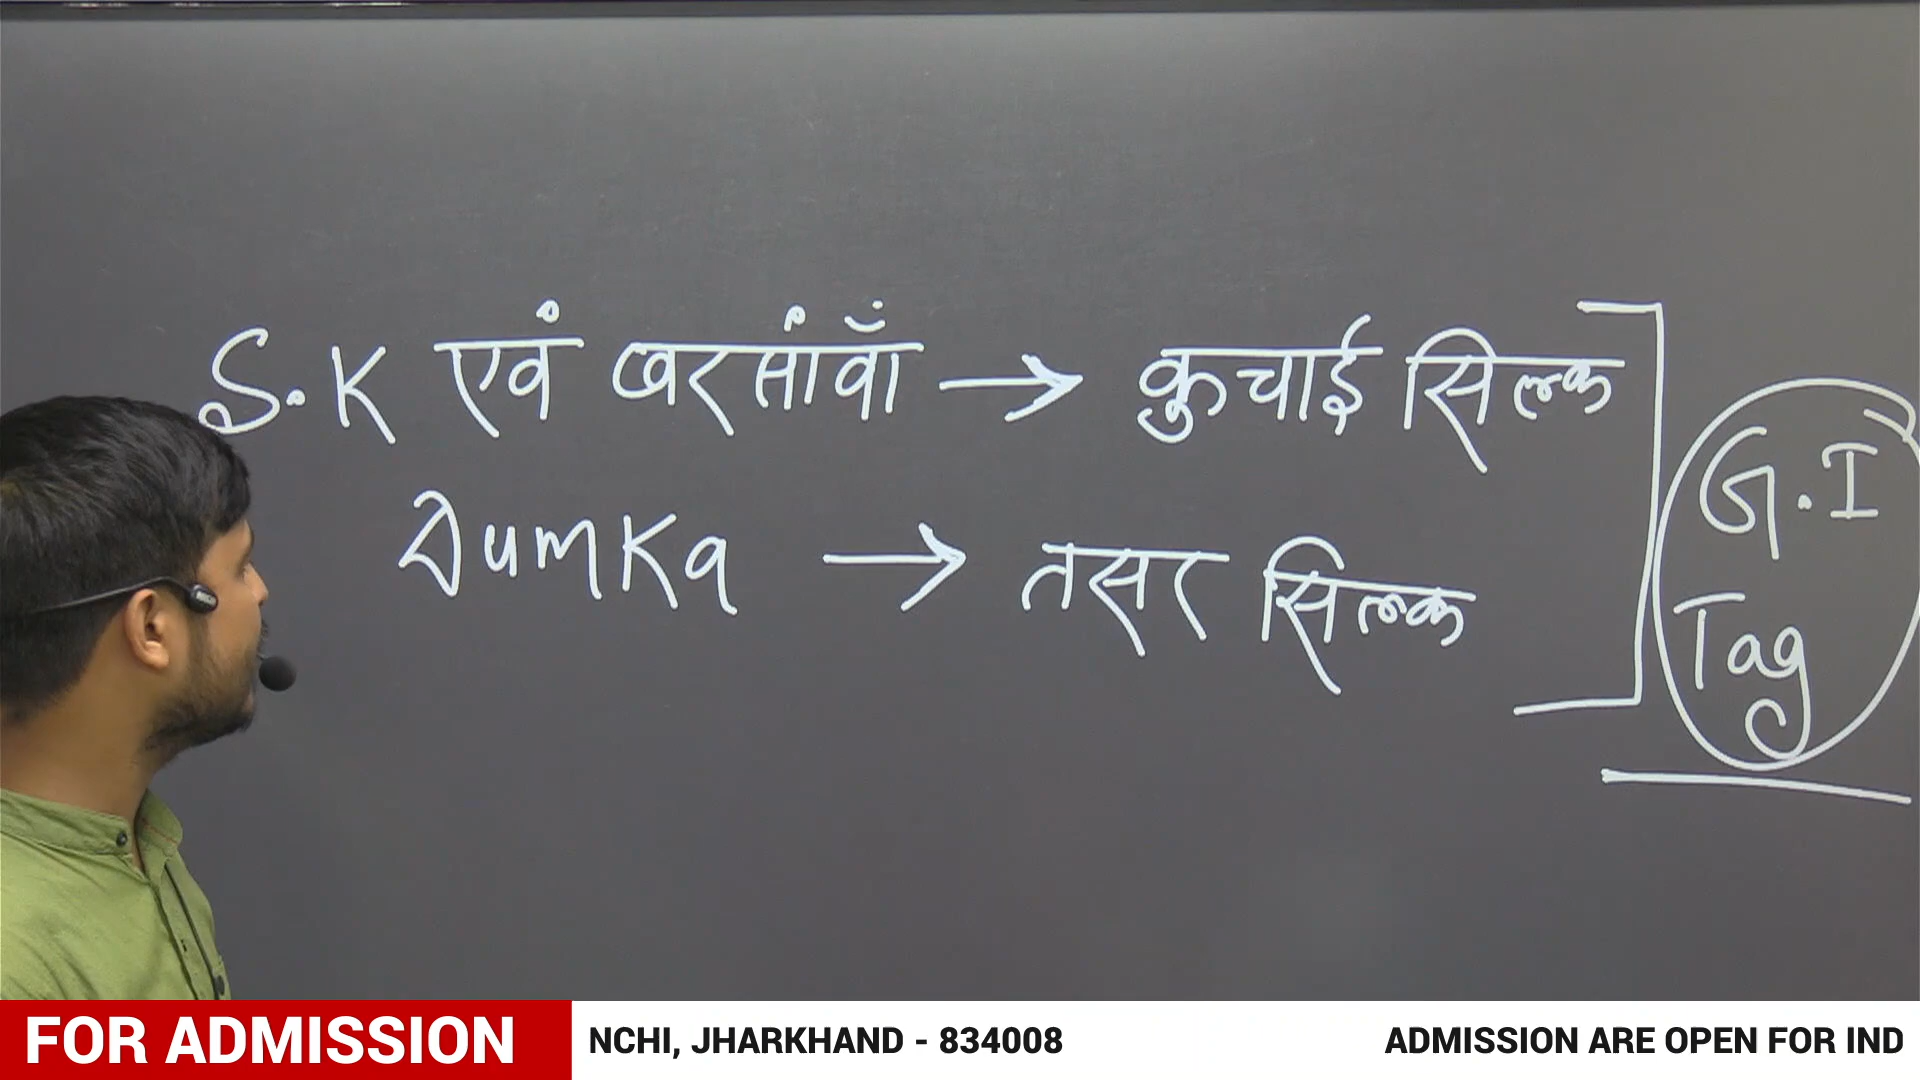 S.K एवं खरसांवाँ → कुचाई सिल्क
Dumka → तसर सिल्क
G.I
Tag
FOR ADMISSION
NCHI, JHARKHAND - 834008
ADMISSION ARE OPEN FOR IND